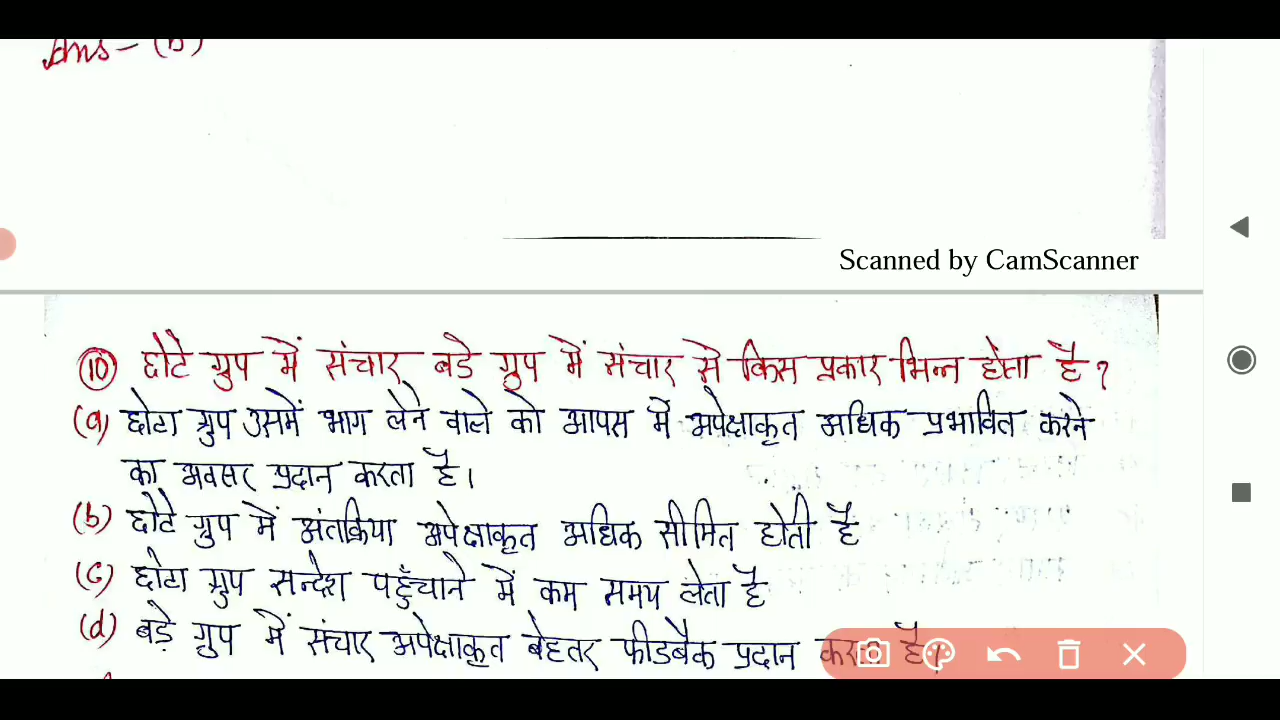 Ans - (b)
Scanned by CamScanner
(10) छोटे ग्रुप में संचार बडे ग्रुप में संचार से किस प्रकार भिन्न होता है?
(a) छोटा ग्रुप उसमें भाग लेने वाले को आपस में अपेक्षाकृत अधिक प्रभावित करने
का अवसर प्रदान करता है।
(b) छोटे ग्रुप में अंतक्रिया अपेक्षाकृत अधिक सीमित होती है
(c) छोटा ग्रुप सन्देश पहुँचाने में कम समय लेता है
(d) बड़े ग्रुप में संचार अपेक्षाकृत बेहतर फीडबैक प्रदान करता है।